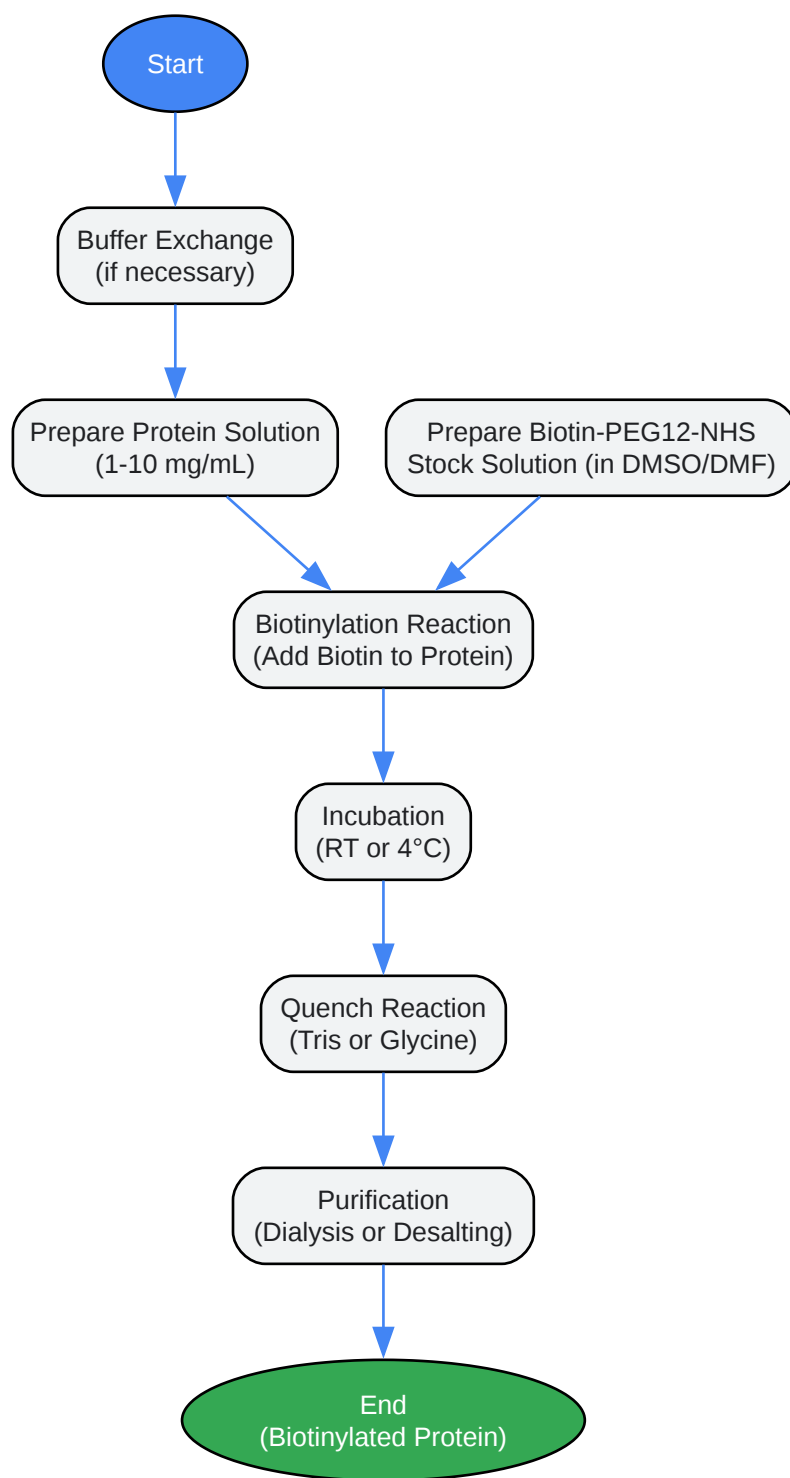 Start
Buffer Exchange
(if necessary)
Prepare Protein Solution
(1-10 mg/mL)
Prepare Biotin-PEG12-NHS
Stock Solution (in DMSO/DMF)
Biotinylation Reaction
(Add Biotin to Protein)
Incubation
(RT or 4°C)
Quench Reaction
(Tris or Glycine)
Purification
(Dialysis or Desalting)
End
(Biotinylated Protein)